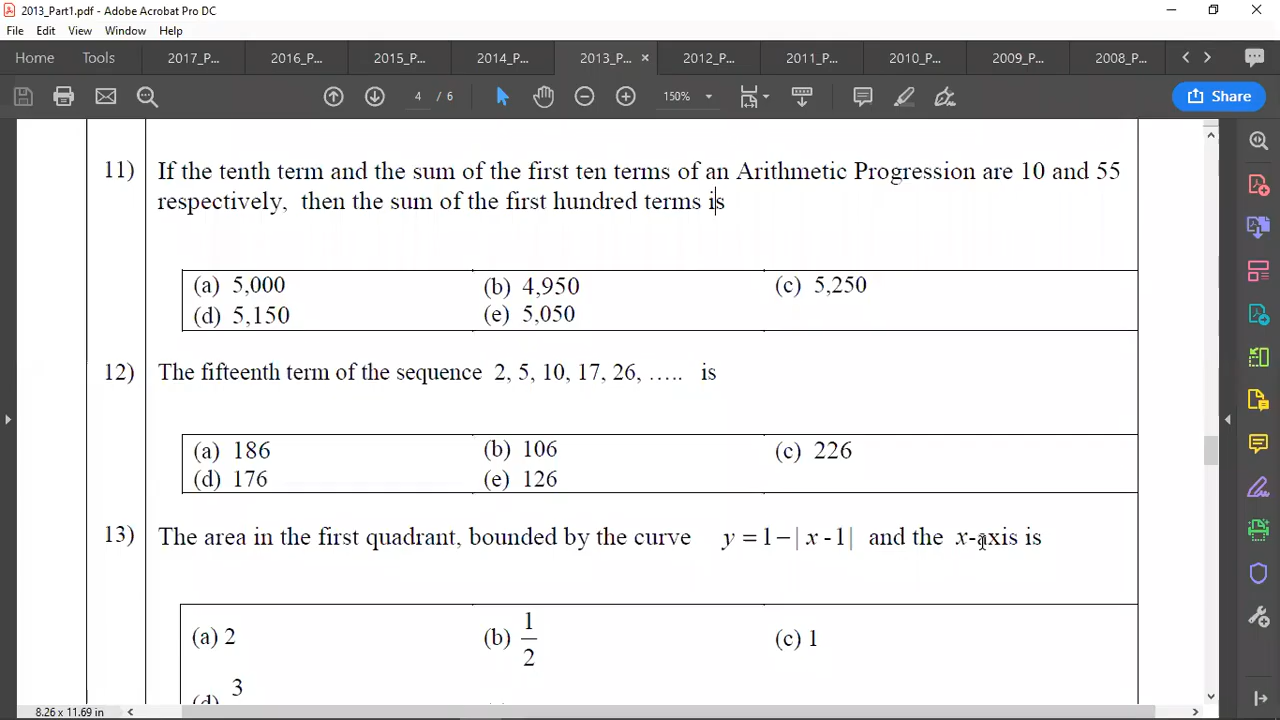 2013_Part1.pdf - Adobe Acrobat Pro DC
File Edit View Window Help
Home Tools 2017_P... 2016_P... 2015_P... 2014_P... 2013_P... × 2012_P... 2011_P... 2010_P... 2009_P... 2008_P...
4 / 6 150% Share
11) If the tenth term and the sum of the first ten terms of an Arithmetic Progression are 10 and 55
respectively, then the sum of the first hundred terms is
(a) 5,000 (b) 4,950 (c) 5,250
(d) 5,150 (e) 5,050
12) The fifteenth term of the sequence 2, 5, 10, 17, 26, ..... is
(a) 186 (b) 106 (c) 226
(d) 176 (e) 126
13) The area in the first quadrant, bounded by the curve y = 1 − | x - 1 | and the x-axis is
(a) 2 (b) 1/2 (c) 1
(d) 3
8.26 x 11.69 in